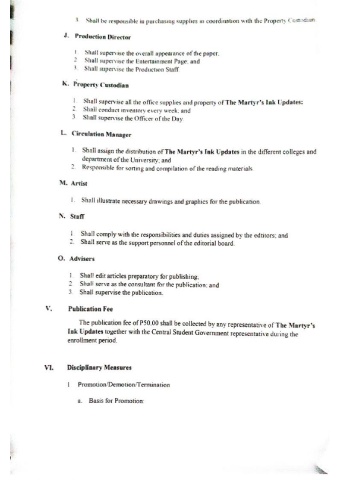 3. Shall be responsible in purchasing supplies in coordination with the Property Custodian.
J. Production Director
1. Shall supervise the overall appearance of the paper;
2. Shall supervise the Entertainment Page; and
3. Shall supervise the Production Staff.
K. Property Custodian
1. Shall supervise all the office supplies and property of The Martyr's Ink Updates;
2. Shall conduct inventory every week; and
3. Shall supervise the Officer of the Day.
L. Circulation Manager
1. Shall assign the distribution of The Martyr's Ink Updates in the different colleges and
department of the University; and
2. Responsible for sorting and compilation of the reading materials.
M. Artist
1. Shall illustrate necessary drawings and graphics for the publication.
N. Staff
1. Shall comply with the responsibilities and duties assigned by the editors; and
2. Shall serve as the support personnel of the editorial board.
O. Advisers
1. Shall edit articles preparatory for publishing;
2. Shall serve as the consultant for the publication; and
3. Shall supervise the publication.
V. Publication Fee
The publication fee of P50.00 shall be collected by any representative of The Martyr's
Ink Updates together with the Central Student Government representative during the
enrollment period.
VI. Disciplinary Measures
1. Promotion/Demotion/Termination
a. Basis for Promotion: